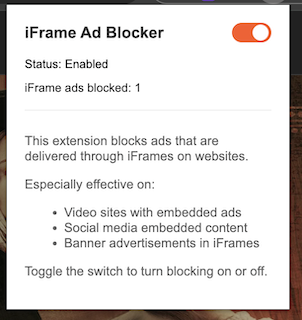 iFrame Ad Blocker
Status: Enabled
iFrame ads blocked: 1
This extension blocks ads that are
delivered through iFrames on websites.
Especially effective on:
• Video sites with embedded ads
• Social media embedded content
• Banner advertisements in iFrames
Toggle the switch to turn blocking on or off.